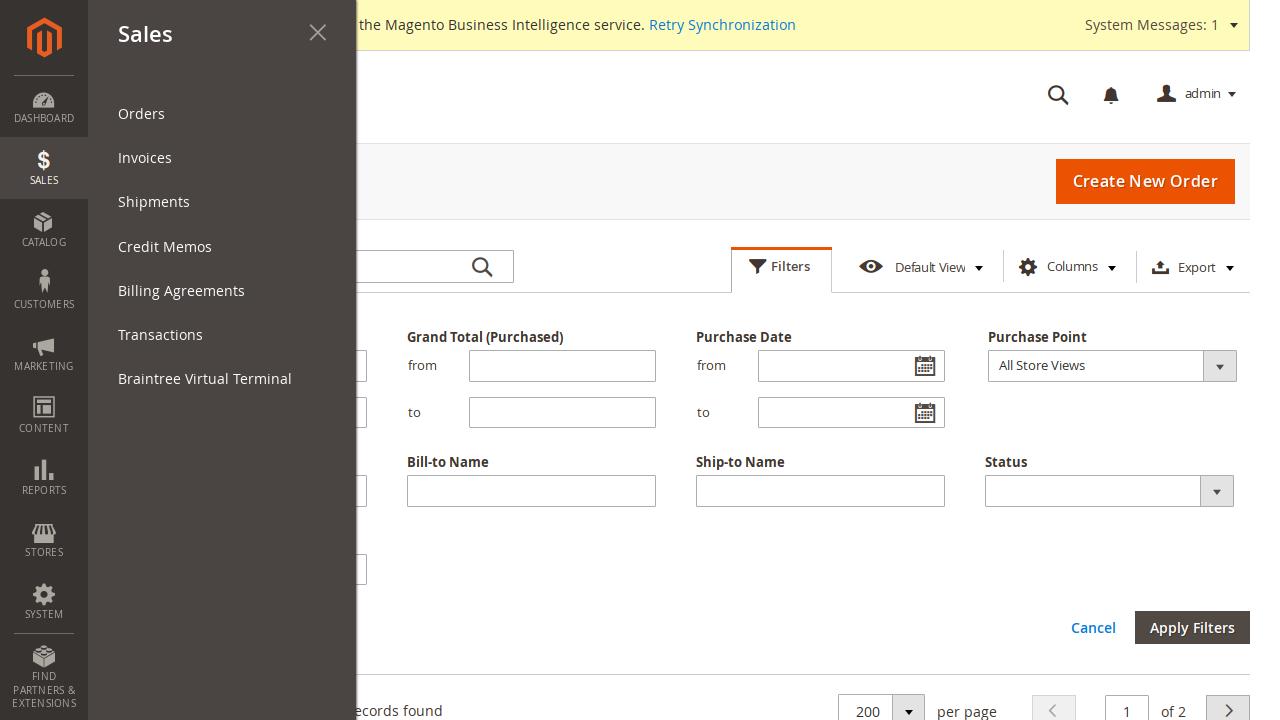 the Magento Business Intelligence service. Retry Synchronization
System Messages: 1
Sales
admin
DASHBOARD
SALES
CATALOG
CUSTOMERS
MARKETING
CONTENT
REPORTS
STORES
SYSTEM
FIND
PARTNERS &
EXTENSIONS
Orders
Invoices
Shipments
Credit Memos
Billing Agreements
Transactions
Braintree Virtual Terminal
Create New Order
Filters
Default View
Columns
Export
Grand Total (Purchased)
from
to
Purchase Date
from
to
Purchase Point
All Store Views
Bill-to Name
Ship-to Name
Status
Cancel
Apply Filters
found
200
per page
1
of 2